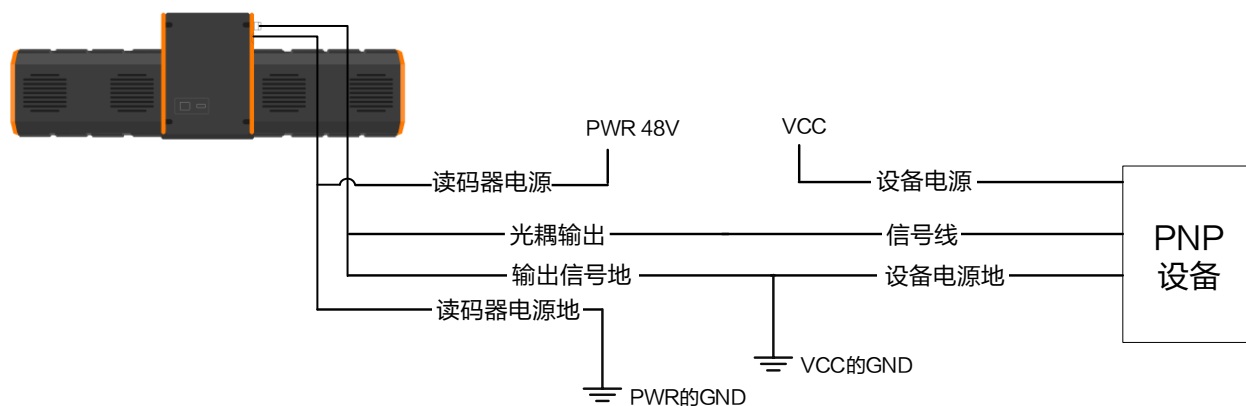 PWR 48V
VCC
读码器电源
设备电源
光耦输出
信号线
PNP
设备
输出信号地
设备电源地
读码器电源地
VCC的GND
PWR的GND